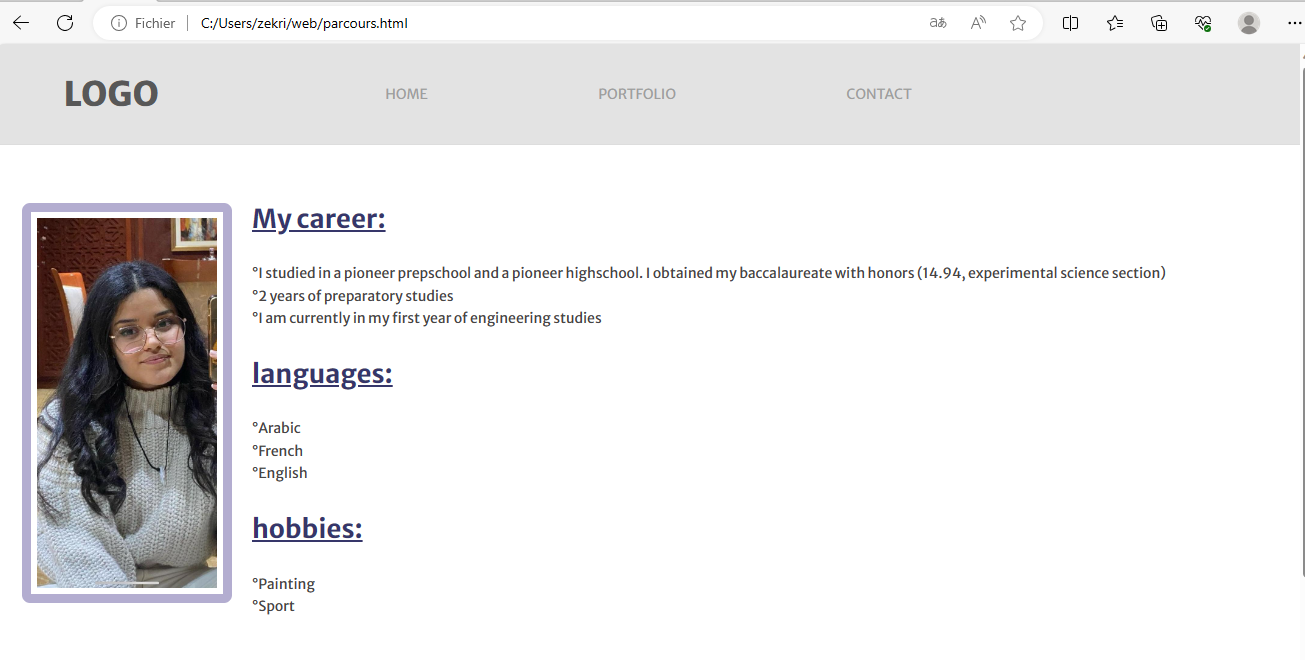 Fichier C:/Users/zekri/web/parcours.html
LOGO HOME PORTFOLIO CONTACT
My career:
°I studied in a pioneer prepschool and a pioneer highschool. I obtained my baccalaureate with honors (14.94, experimental science section)
°2 years of preparatory studies
°I am currently in my first year of engineering studies
languages:
°Arabic
°French
°English
hobbies:
°Painting
°Sport